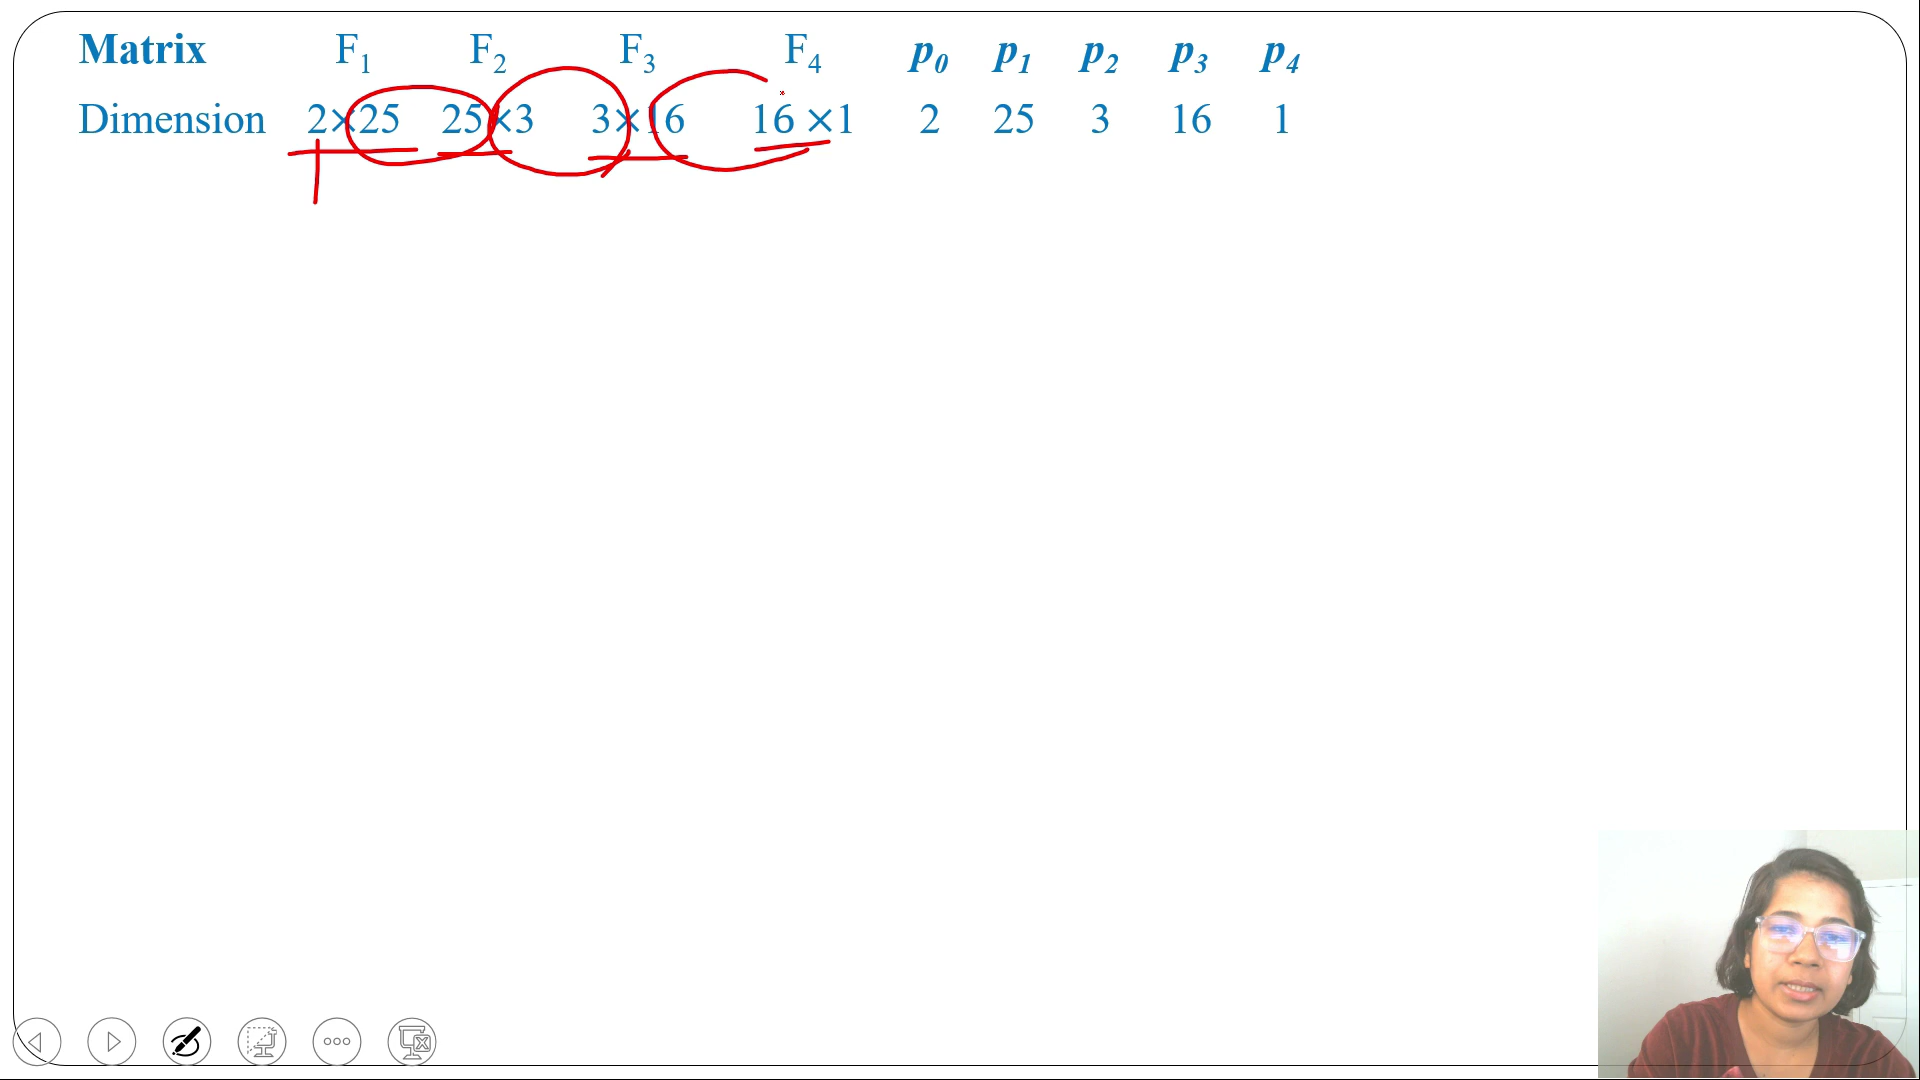 Matrix F₁ F₂ F₃ F₄ p₀ p₁ p₂ p₃ p₄
Dimension 2×25 25×3 3×16 16 ×1 2 25 3 16 1